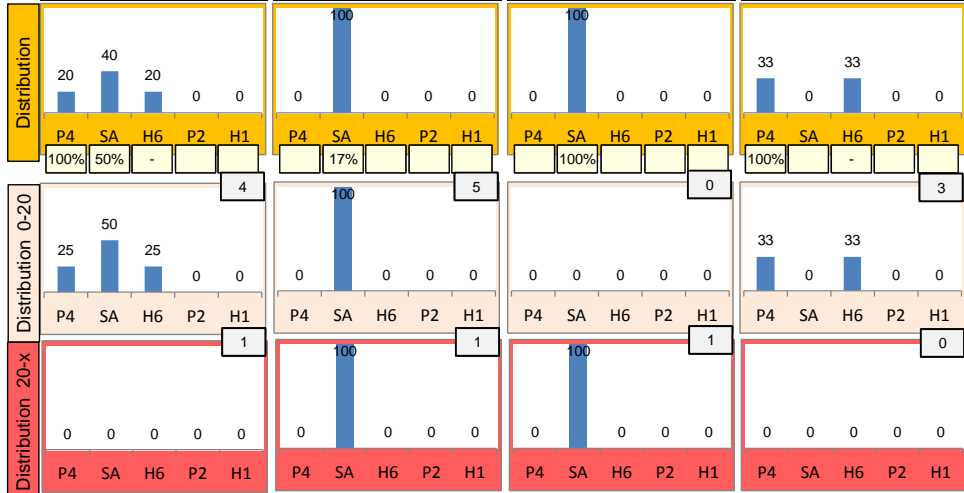 Distribution
20 40 20 0 0
P4 SA H6 P2 H1
100% 50% -
0 100 0 0 0
P4 SA H6 P2 H1
17%
0 100 0 0 0
P4 SA H6 P2 H1
100%
33 0 33 0 0
P4 SA H6 P2 H1
100% -
Distribution 0-20
4
25 50 25 0 0
P4 SA H6 P2 H1
5
0 100 0 0 0
P4 SA H6 P2 H1
0
0 0 0 0 0
P4 SA H6 P2 H1
3
33 0 33 0 0
P4 SA H6 P2 H1
Distribution 20-x
1
0 0 0 0 0
P4 SA H6 P2 H1
1
0 100 0 0 0
P4 SA H6 P2 H1
1
0 100 0 0 0
P4 SA H6 P2 H1
0
0 0 0 0 0
P4 SA H6 P2 H1